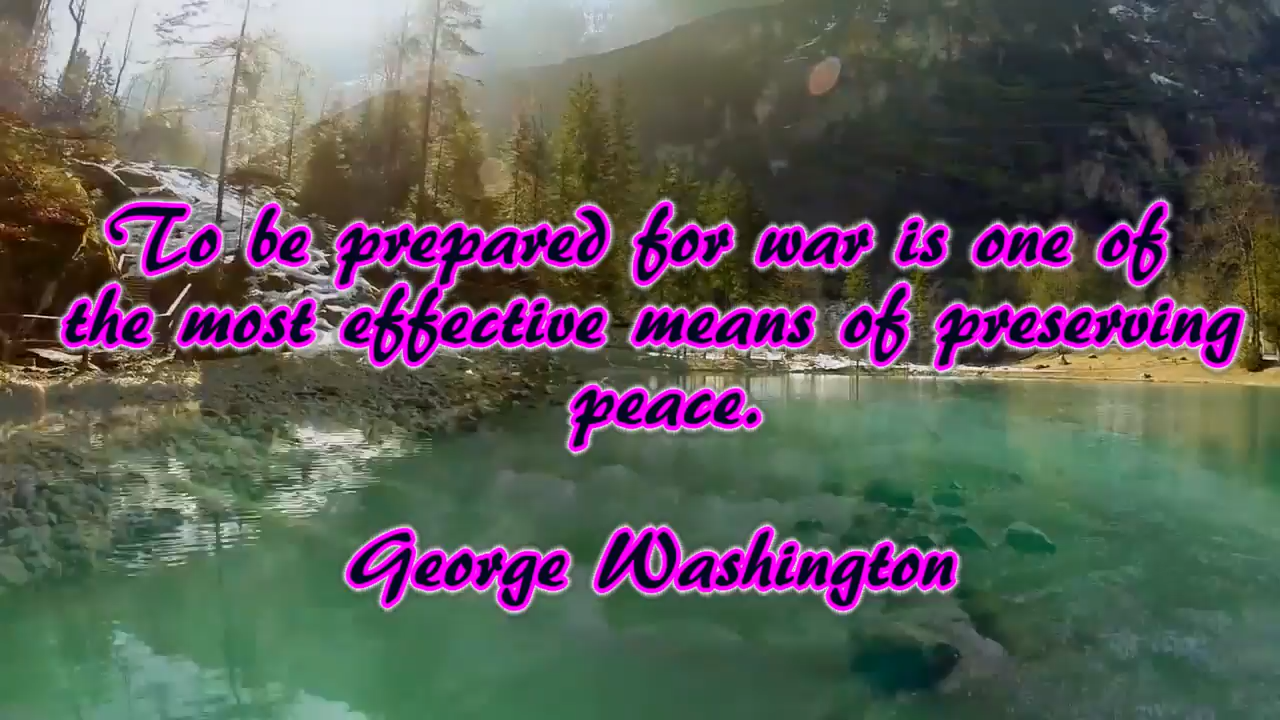 To be prepared for war is one of
the most effective means of preserving
peace.
George Washington